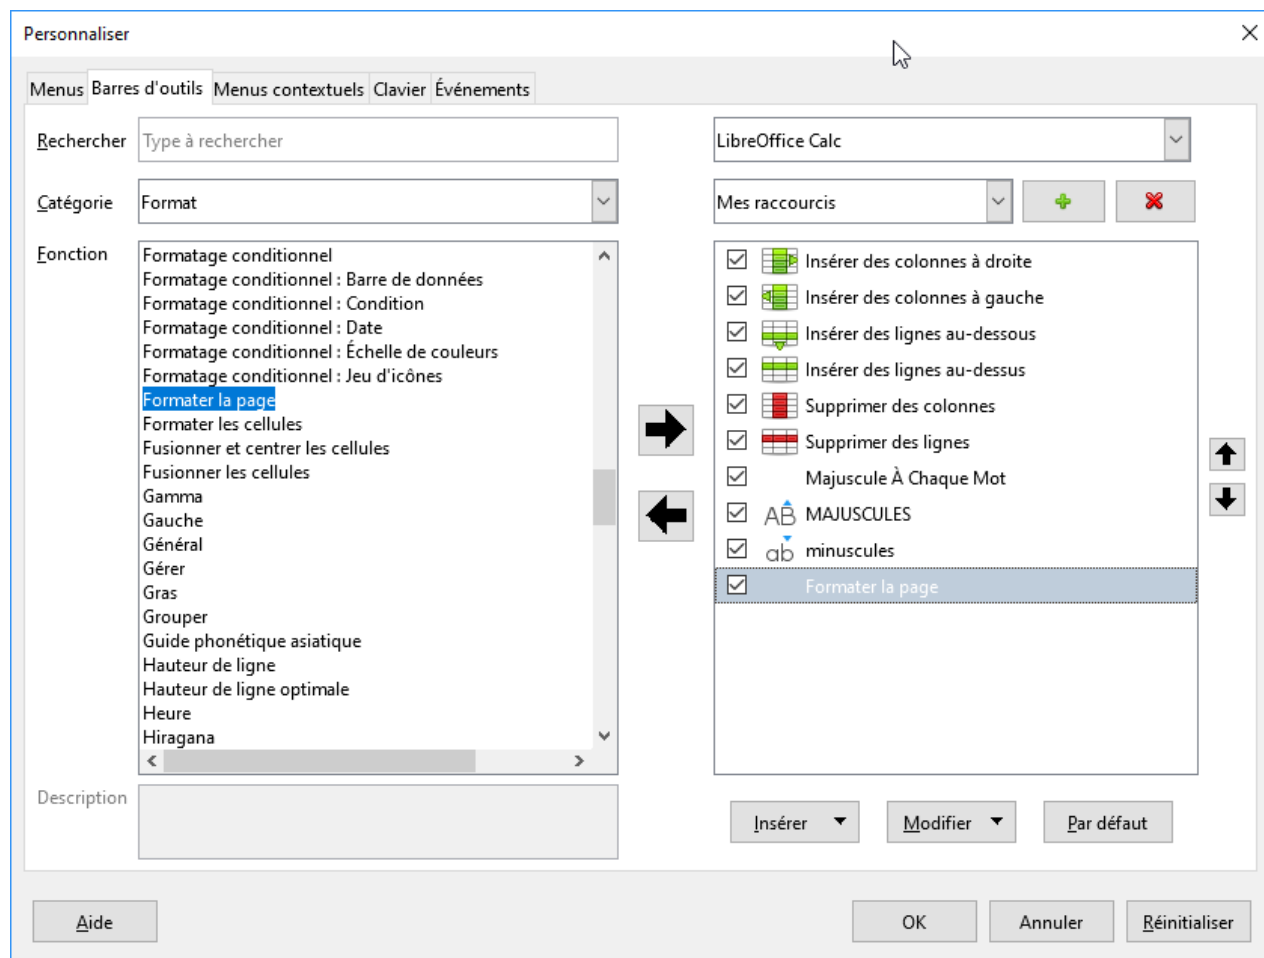 Personnaliser
Menus Barres d'outils Menus contextuels Clavier Événements
Rechercher Type à rechercher LibreOffice Calc
Catégorie Format Mes raccourcis
Fonction
Formatage conditionnel
Formatage conditionnel : Barre de données
Formatage conditionnel : Condition
Formatage conditionnel : Date
Formatage conditionnel : Échelle de couleurs
Formatage conditionnel : Jeu d'icônes
Formater la page
Formater les cellules
Fusionner et centrer les cellules
Fusionner les cellules
Gamma
Gauche
Général
Gérer
Gras
Grouper
Guide phonétique asiatique
Hauteur de ligne
Hauteur de ligne optimale
Heure
Hiragana
Insérer des colonnes à droite
Insérer des colonnes à gauche
Insérer des lignes au-dessous
Insérer des lignes au-dessus
Supprimer des colonnes
Supprimer des lignes
Majuscule À Chaque Mot
AB MAJUSCULES
ab minuscules
Formater la page
Description
Insérer Modifier Par défaut
Aide OK Annuler Réinitialiser